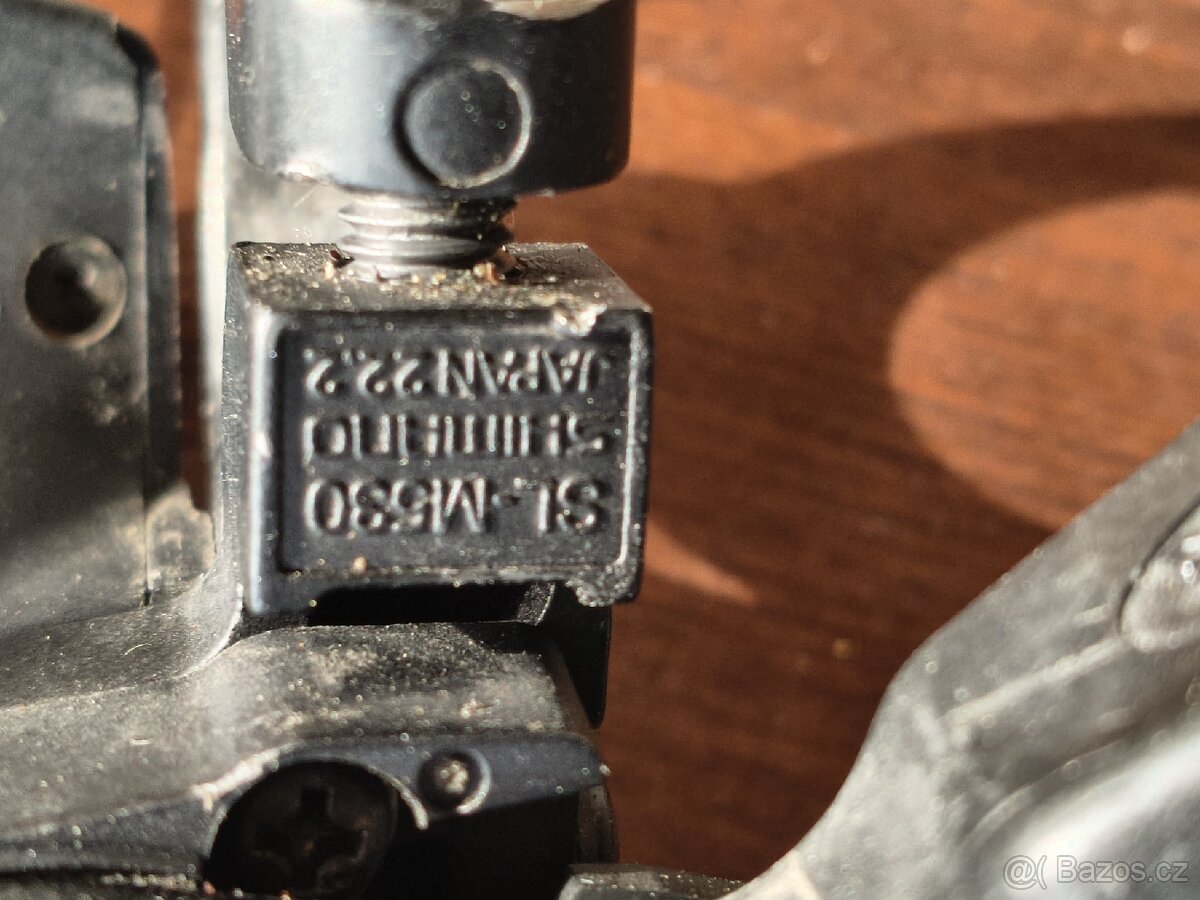 SL-M530
SHIMANO
JAPAN 22.2
@( Bazos.cz